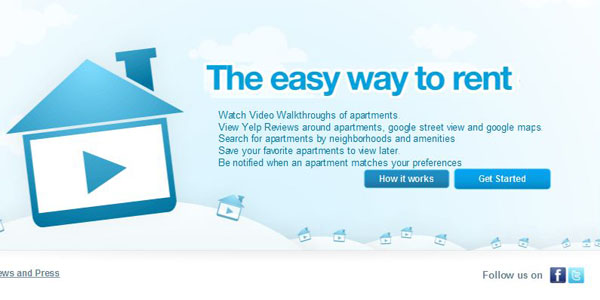 The easy way to rent
Watch Video Walkthroughs of apartments
View Yelp Reviews around apartments, google street view and google maps
Search for apartments by neighborhoods and amenities
Save your favorite apartments to view later
Be notified when an apartment matches your preferences
How it works Get Started
ews and Press Follow us on f t